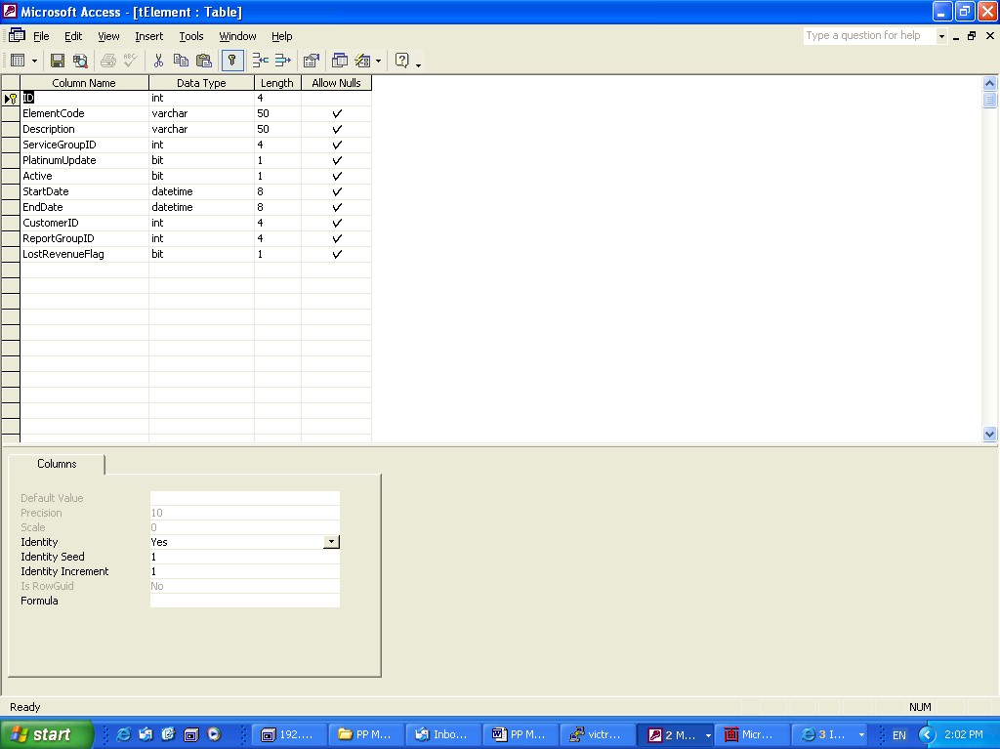 Microsoft Access - [tElement : Table]
File Edit View Insert Tools Window Help Type a question for help
Column Name Data Type Length Allow Nulls
ID int 4
ElementCode varchar 50 ✓
Description varchar 50 ✓
ServiceGroupID int 4 ✓
PlatinumUpdate bit 1 ✓
Active bit 1 ✓
StartDate datetime 8 ✓
EndDate datetime 8 ✓
CustomerID int 4 ✓
ReportGroupID int 4 ✓
LostRevenueFlag bit 1 ✓
Columns
Default Value
Precision 10
Scale 0
Identity Yes
Identity Seed 1
Identity Increment 1
Is RowGuid No
Formula
Ready NUM
start 192.... PP M... Inbo... PP M... victr... 2 M... Micr... 3 I... EN 2:02 PM